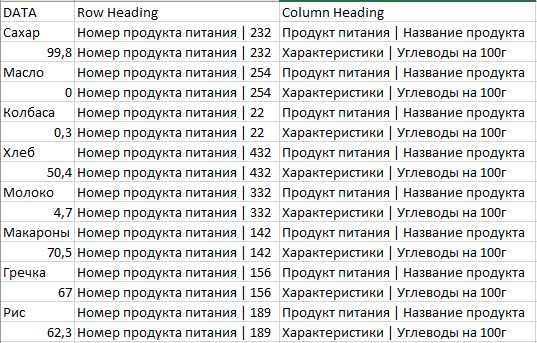 DATA Row Heading Column Heading
Сахар Номер продукта питания | 232 Продукт питания | Название продукта
99,8 Номер продукта питания | 232 Характеристики | Углеводы на 100г
Масло Номер продукта питания | 254 Продукт питания | Название продукта
0 Номер продукта питания | 254 Характеристики | Углеводы на 100г
Колбаса Номер продукта питания | 22 Продукт питания | Название продукта
0,3 Номер продукта питания | 22 Характеристики | Углеводы на 100г
Хлеб Номер продукта питания | 432 Продукт питания | Название продукта
50,4 Номер продукта питания | 432 Характеристики | Углеводы на 100г
Молоко Номер продукта питания | 332 Продукт питания | Название продукта
4,7 Номер продукта питания | 332 Характеристики | Углеводы на 100г
Макароны Номер продукта питания | 142 Продукт питания | Название продукта
70,5 Номер продукта питания | 142 Характеристики | Углеводы на 100г
Гречка Номер продукта питания | 156 Продукт питания | Название продукта
67 Номер продукта питания | 156 Характеристики | Углеводы на 100г
Рис Номер продукта питания | 189 Продукт питания | Название продукта
62,3 Номер продукта питания | 189 Характеристики | Углеводы на 100г